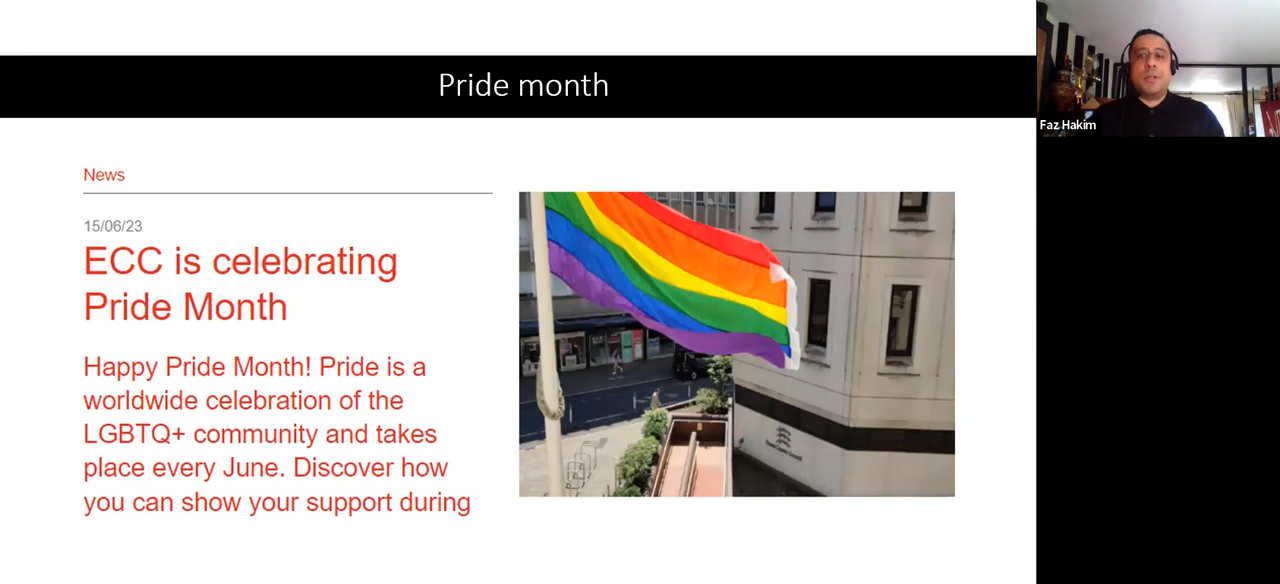 Pride month
Faz Hakim
News
15/06/23
ECC is celebrating
Pride Month
Happy Pride Month! Pride is a
worldwide celebration of the
LGBTQ+ community and takes
place every June. Discover how
you can show your support during